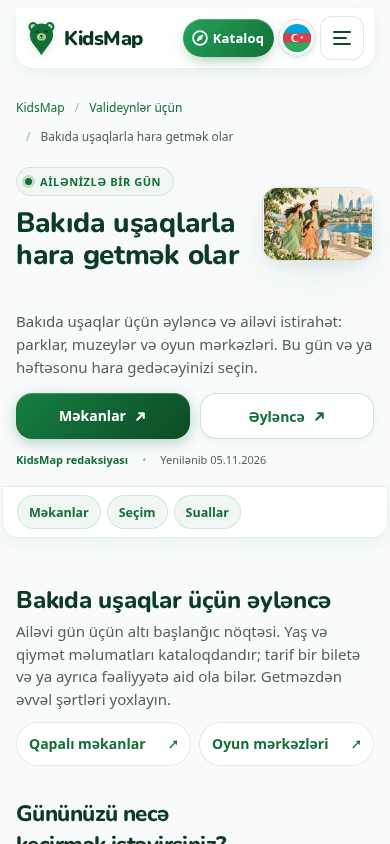 KidsMap
Kataloq
KidsMap / Valideynlər üçün
/ Bakıda uşaqlarla hara getmək olar
AİLƏNİZLƏ BİR GÜN
Bakıda uşaqlarla
hara getmək olar
Bakıda uşaqlar üçün əyləncə və ailəvi istirahət:
parklar, muzeylər və oyun mərkəzləri. Bu gün və ya
həftəsonu hara gedəcəyinizi seçin.
Məkanlar ↗ Əyləncə ↗
KidsMap redaksiyası • Yenilənib 05.11.2026
Məkanlar Seçim Suallar
Bakıda uşaqlar üçün əyləncə
Ailəvi gün üçün altı başlanğıc nöqtəsi. Yaş və
qiymət məlumatları kataloqdandır; tarif bir biletə
və ya ayrıca fəaliyyətə aid ola bilər. Getməzdən
əvvəl şərtləri yoxlayın.
Qapalı məkanlar ↗ Oyun mərkəzləri ↗
Gününüzü necə
keçirmək istəyirsiniz?